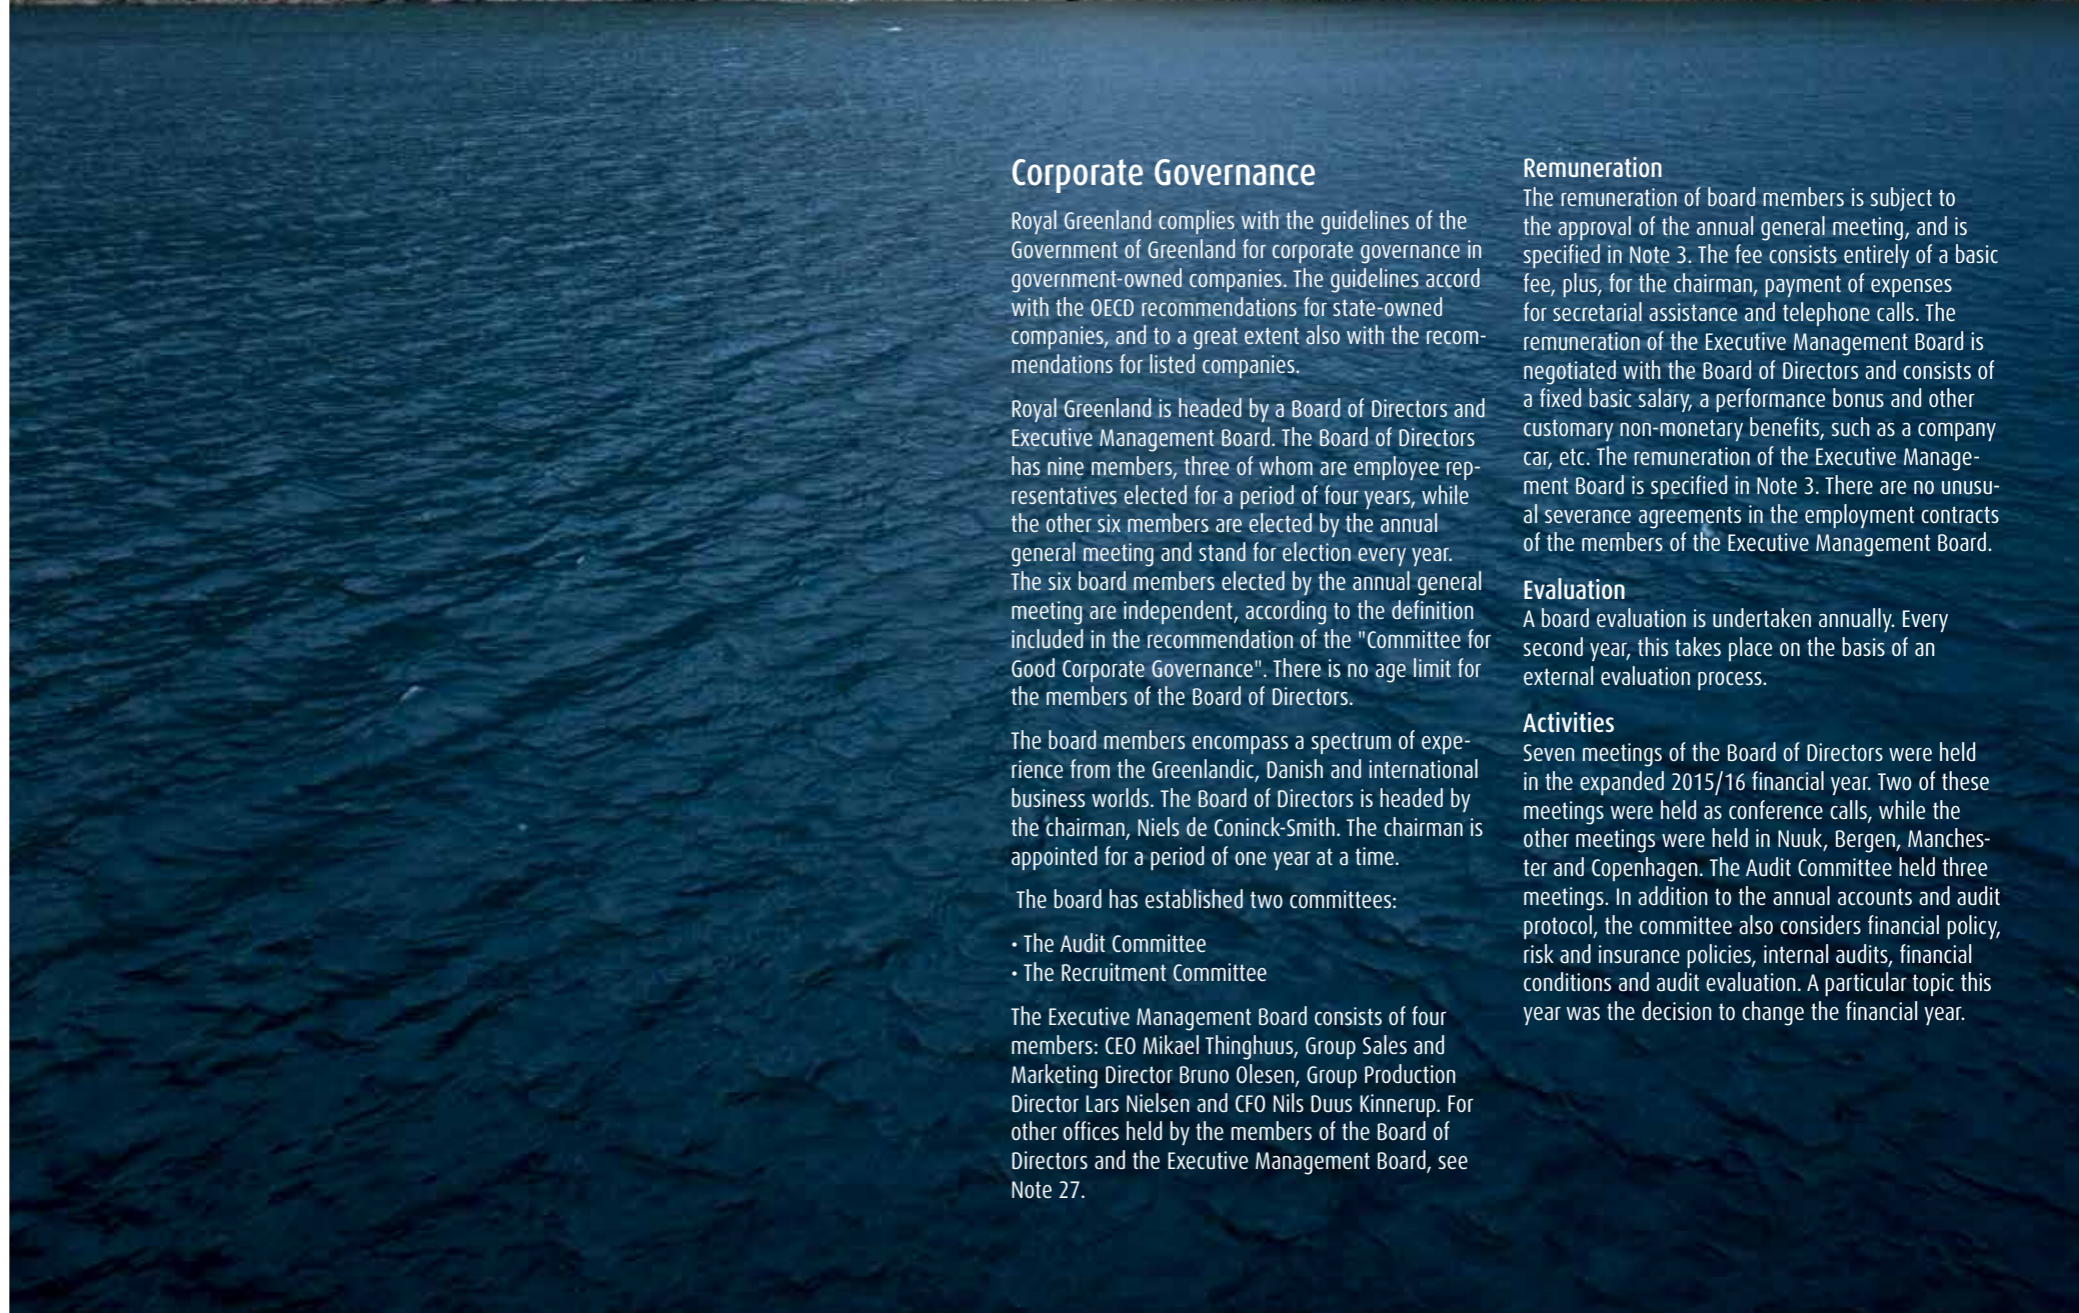 Corporate Governance
Royal Greenland complies with the guidelines of the
Government of Greenland for corporate governance in
government-owned companies. The guidelines accord
with the OECD recommendations for state-owned
companies, and to a great extent also with the recom-
mendations for listed companies.
Royal Greenland is headed by a Board of Directors and
Executive Management Board. The Board of Directors
has nine members, three of whom are employee rep-
resentatives elected for a period of four years, while
the other six members are elected by the annual
general meeting and stand for election every year.
The six board members elected by the annual general
meeting are independent, according to the definition
included in the recommendation of the "Committee for
Good Corporate Governance". There is no age limit for
the members of the Board of Directors.
The board members encompass a spectrum of expe-
rience from the Greenlandic, Danish and international
business worlds. The Board of Directors is headed by
the chairman, Niels de Coninck-Smith. The chairman is
appointed for a period of one year at a time.
The board has established two committees:
• The Audit Committee
• The Recruitment Committee
The Executive Management Board consists of four
members: CEO Mikael Thinghuus, Group Sales and
Marketing Director Bruno Olesen, Group Production
Director Lars Nielsen and CFO Nils Duus Kinnerup. For
other offices held by the members of the Board of
Directors and the Executive Management Board, see
Note 27.
Remuneration
The remuneration of board members is subject to
the approval of the annual general meeting, and is
specified in Note 3. The fee consists entirely of a basic
fee, plus, for the chairman, payment of expenses
for secretarial assistance and telephone calls. The
remuneration of the Executive Management Board is
negotiated with the Board of Directors and consists of
a fixed basic salary, a performance bonus and other
customary non-monetary benefits, such as a company
car, etc. The remuneration of the Executive Manage-
ment Board is specified in Note 3. There are no unusu-
al severance agreements in the employment contracts
of the members of the Executive Management Board.
Evaluation
A board evaluation is undertaken annually. Every
second year, this takes place on the basis of an
external evaluation process.
Activities
Seven meetings of the Board of Directors were held
in the expanded 2015/16 financial year. Two of these
meetings were held as conference calls, while the
other meetings were held in Nuuk, Bergen, Manches-
ter and Copenhagen. The Audit Committee held three
meetings. In addition to the annual accounts and audit
protocol, the committee also considers financial policy,
risk and insurance policies, internal audits, financial
conditions and audit evaluation. A particular topic this
year was the decision to change the financial year.